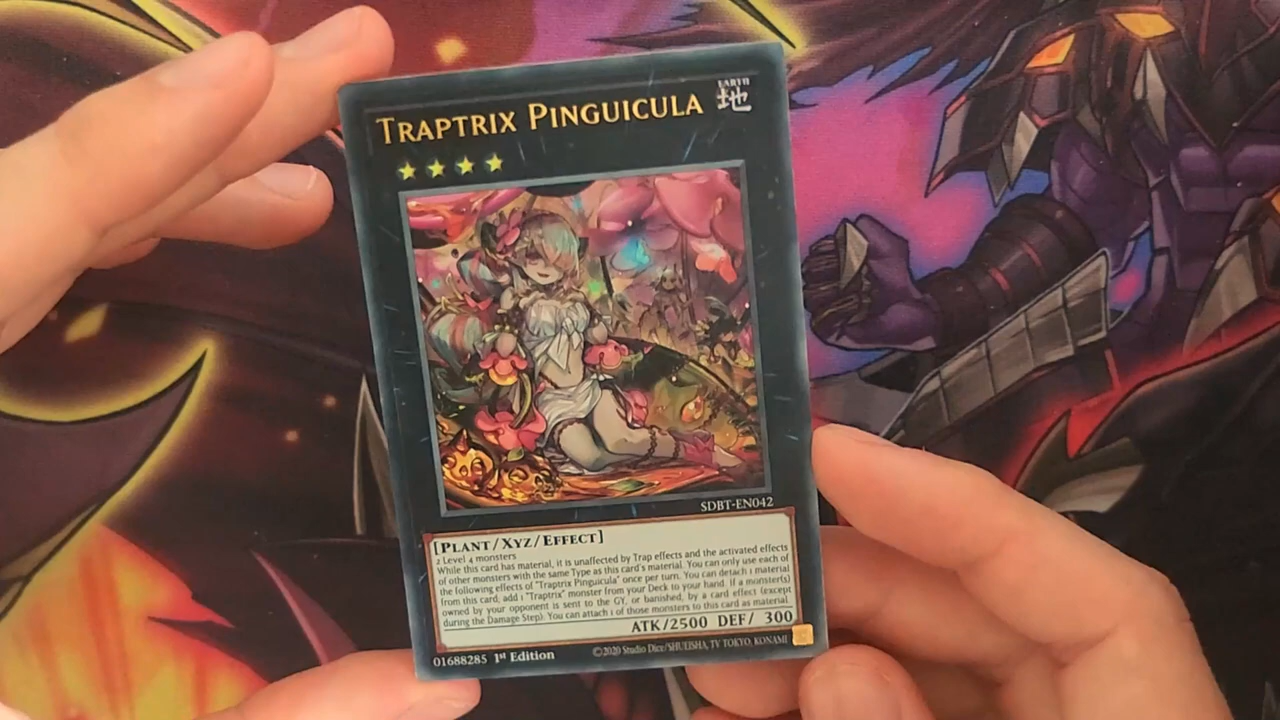 EARTH
地
TRAPTRIX PINGUICULA
SDBT-EN042
[PLANT/XYZ/EFFECT]
2 Level 4 monsters
While this card has material, it is unaffected by Trap effects and the activated effects
of other monsters with the same Type as this card's material. You can only use each of
the following effects of "Traptrix Pinguicula" once per turn. You can detach 1 material
from this card, add 1 "Traptrix" monster from your Deck to your hand. If a monster(s)
owned by your opponent is sent to the GY, or banished, by a card effect (except
during the Damage Step): You can attach 1 of those monsters to this card as material.
ATK/2500 DEF/ 300
01688285 1st Edition ©2020 Studio Dice/SHUEISHA, TV TOKYO, KONAMI